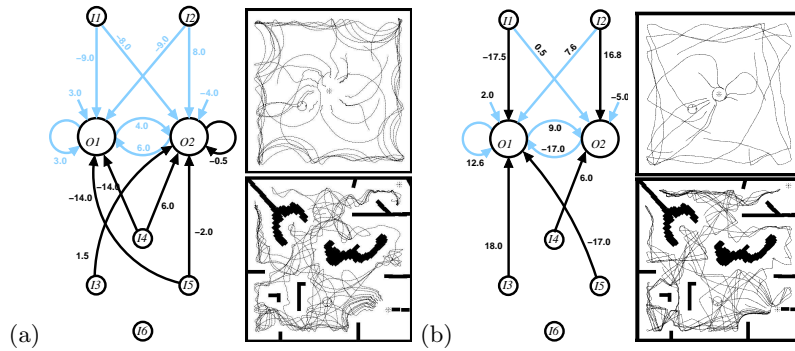 I1 I2
−8.0 −9.0
−9.0 8.0
3.0 −4.0
4.0
O1 O2
3.0 6.0 −0.5
−14.0
−14.0 6.0
I4 −2.0
1.5
I3 I5
(a) I6
I1 I2
0.5 7.6
−17.5 16.8
2.0 −5.0
9.0
O1 O2
12.6 −17.0
6.0
I4
18.0 −17.0
I3 I5
(b) I6